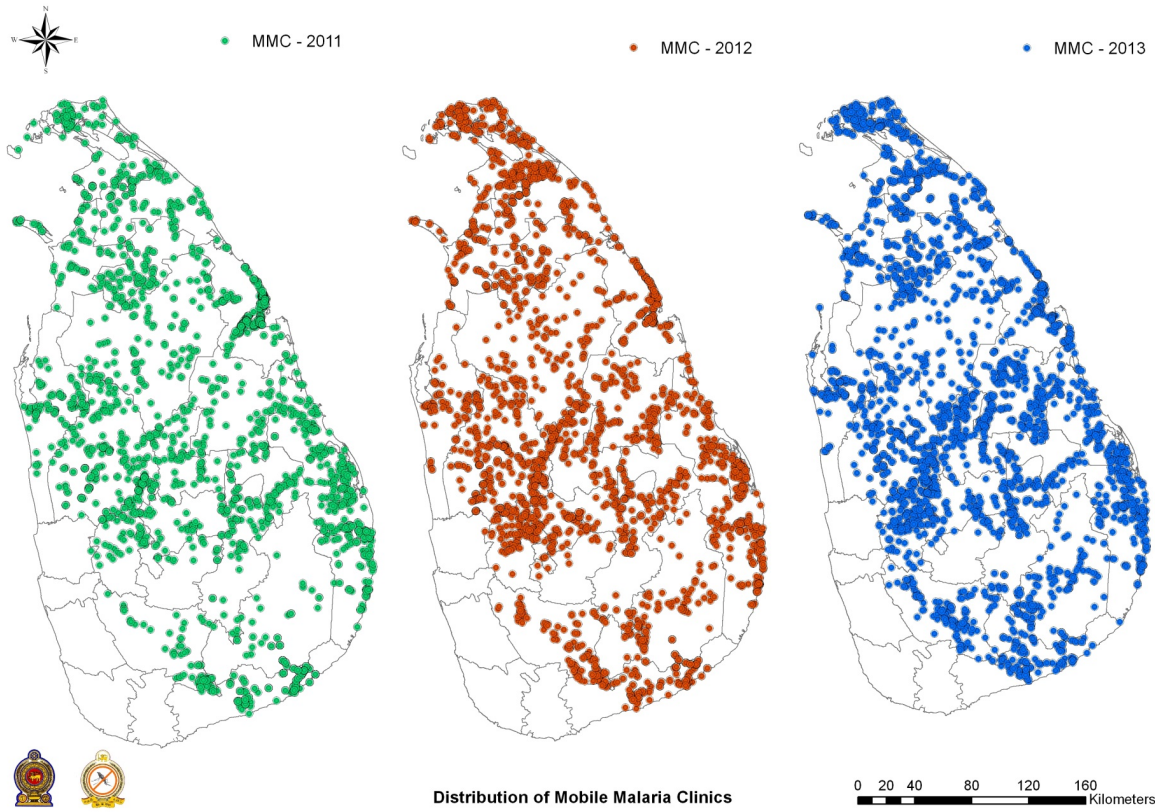 N
W E
S
MMC - 2011
MMC - 2012
MMC - 2013
Distribution of Mobile Malaria Clinics
0 20 40 80 120 160
Kilometers